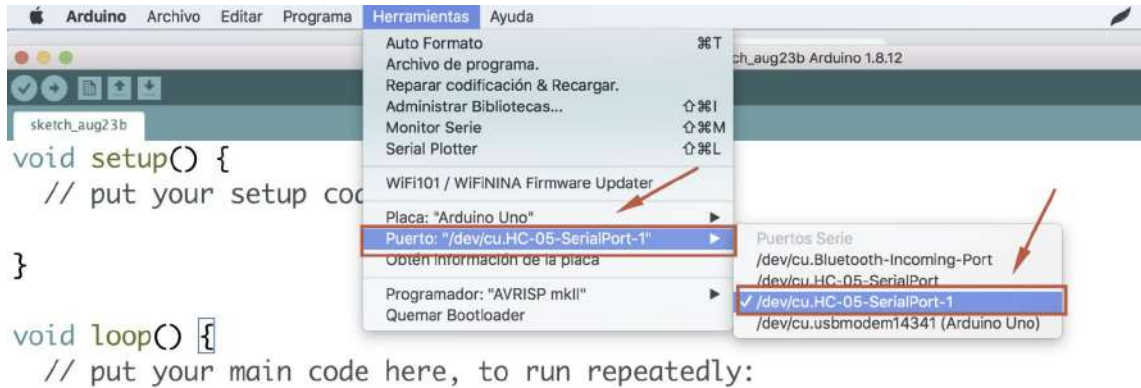 Arduino Archivo Editar Programa Herramientas Ayuda
ch_aug23b Arduino 1.8.12
sketch_aug23b
Auto Formato ⌘T
Archivo de programa.
Reparar codificación & Recargar.
Administrar Bibliotecas... ⇧⌘I
Monitor Serie ⇧⌘M
Serial Plotter ⇧⌘L
WiFi101 / WiFiNINA Firmware Updater
Placa: "Arduino Uno"
Puerto: "/dev/cu.HC-05-SerialPort-1"
Obtén información de la placa
Programador: "AVRISP mkII"
Quemar Bootloader
Puertos Serie
/dev/cu.Bluetooth-Incoming-Port
/dev/cu.HC-05-SerialPort
✓ /dev/cu.HC-05-SerialPort-1
/dev/cu.usbmodem14341 (Arduino Uno)
void setup() {
// put your setup cod
}
void loop() {
// put your main code here, to run repeatedly: